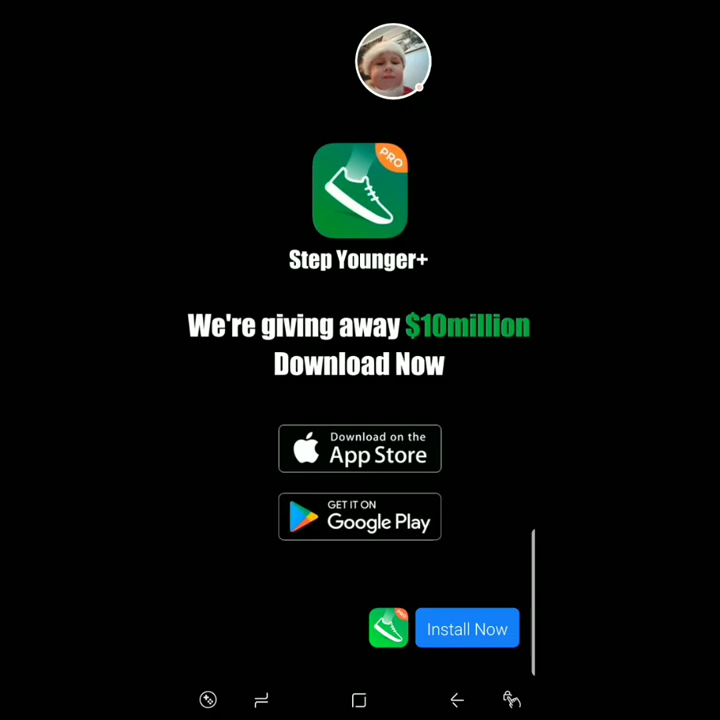 PRO
Step Younger+
We're giving away $10million
Download Now
Download on the
App Store
GET IT ON
Google Play
PRO
Install Now